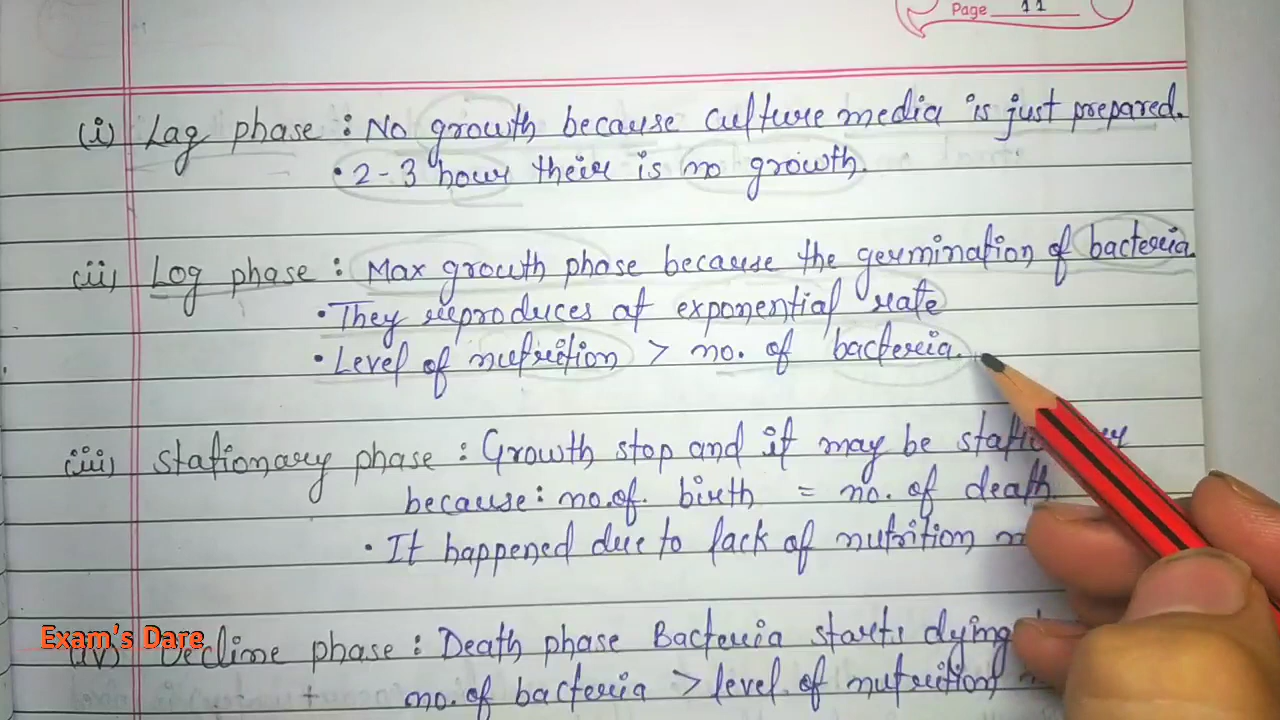 Page 11
(i) Lag phase : No growth because culture media is just prepared.
• 2-3 hour their is no growth.
(ii) Log phase : Max growth phase because the germination of bacteria
• They reproduces at exponential rate
• Level of nutrition > no. of bacteria.
(iii) Stationary phase : Growth stop and it may be stationary
because : no. of birth = no. of death
• It happened due to lack of nutrition
Exam's Dare
(iv) Decline phase : Death phase Bacteria starts dying
no. of bacteria > level of nutrition